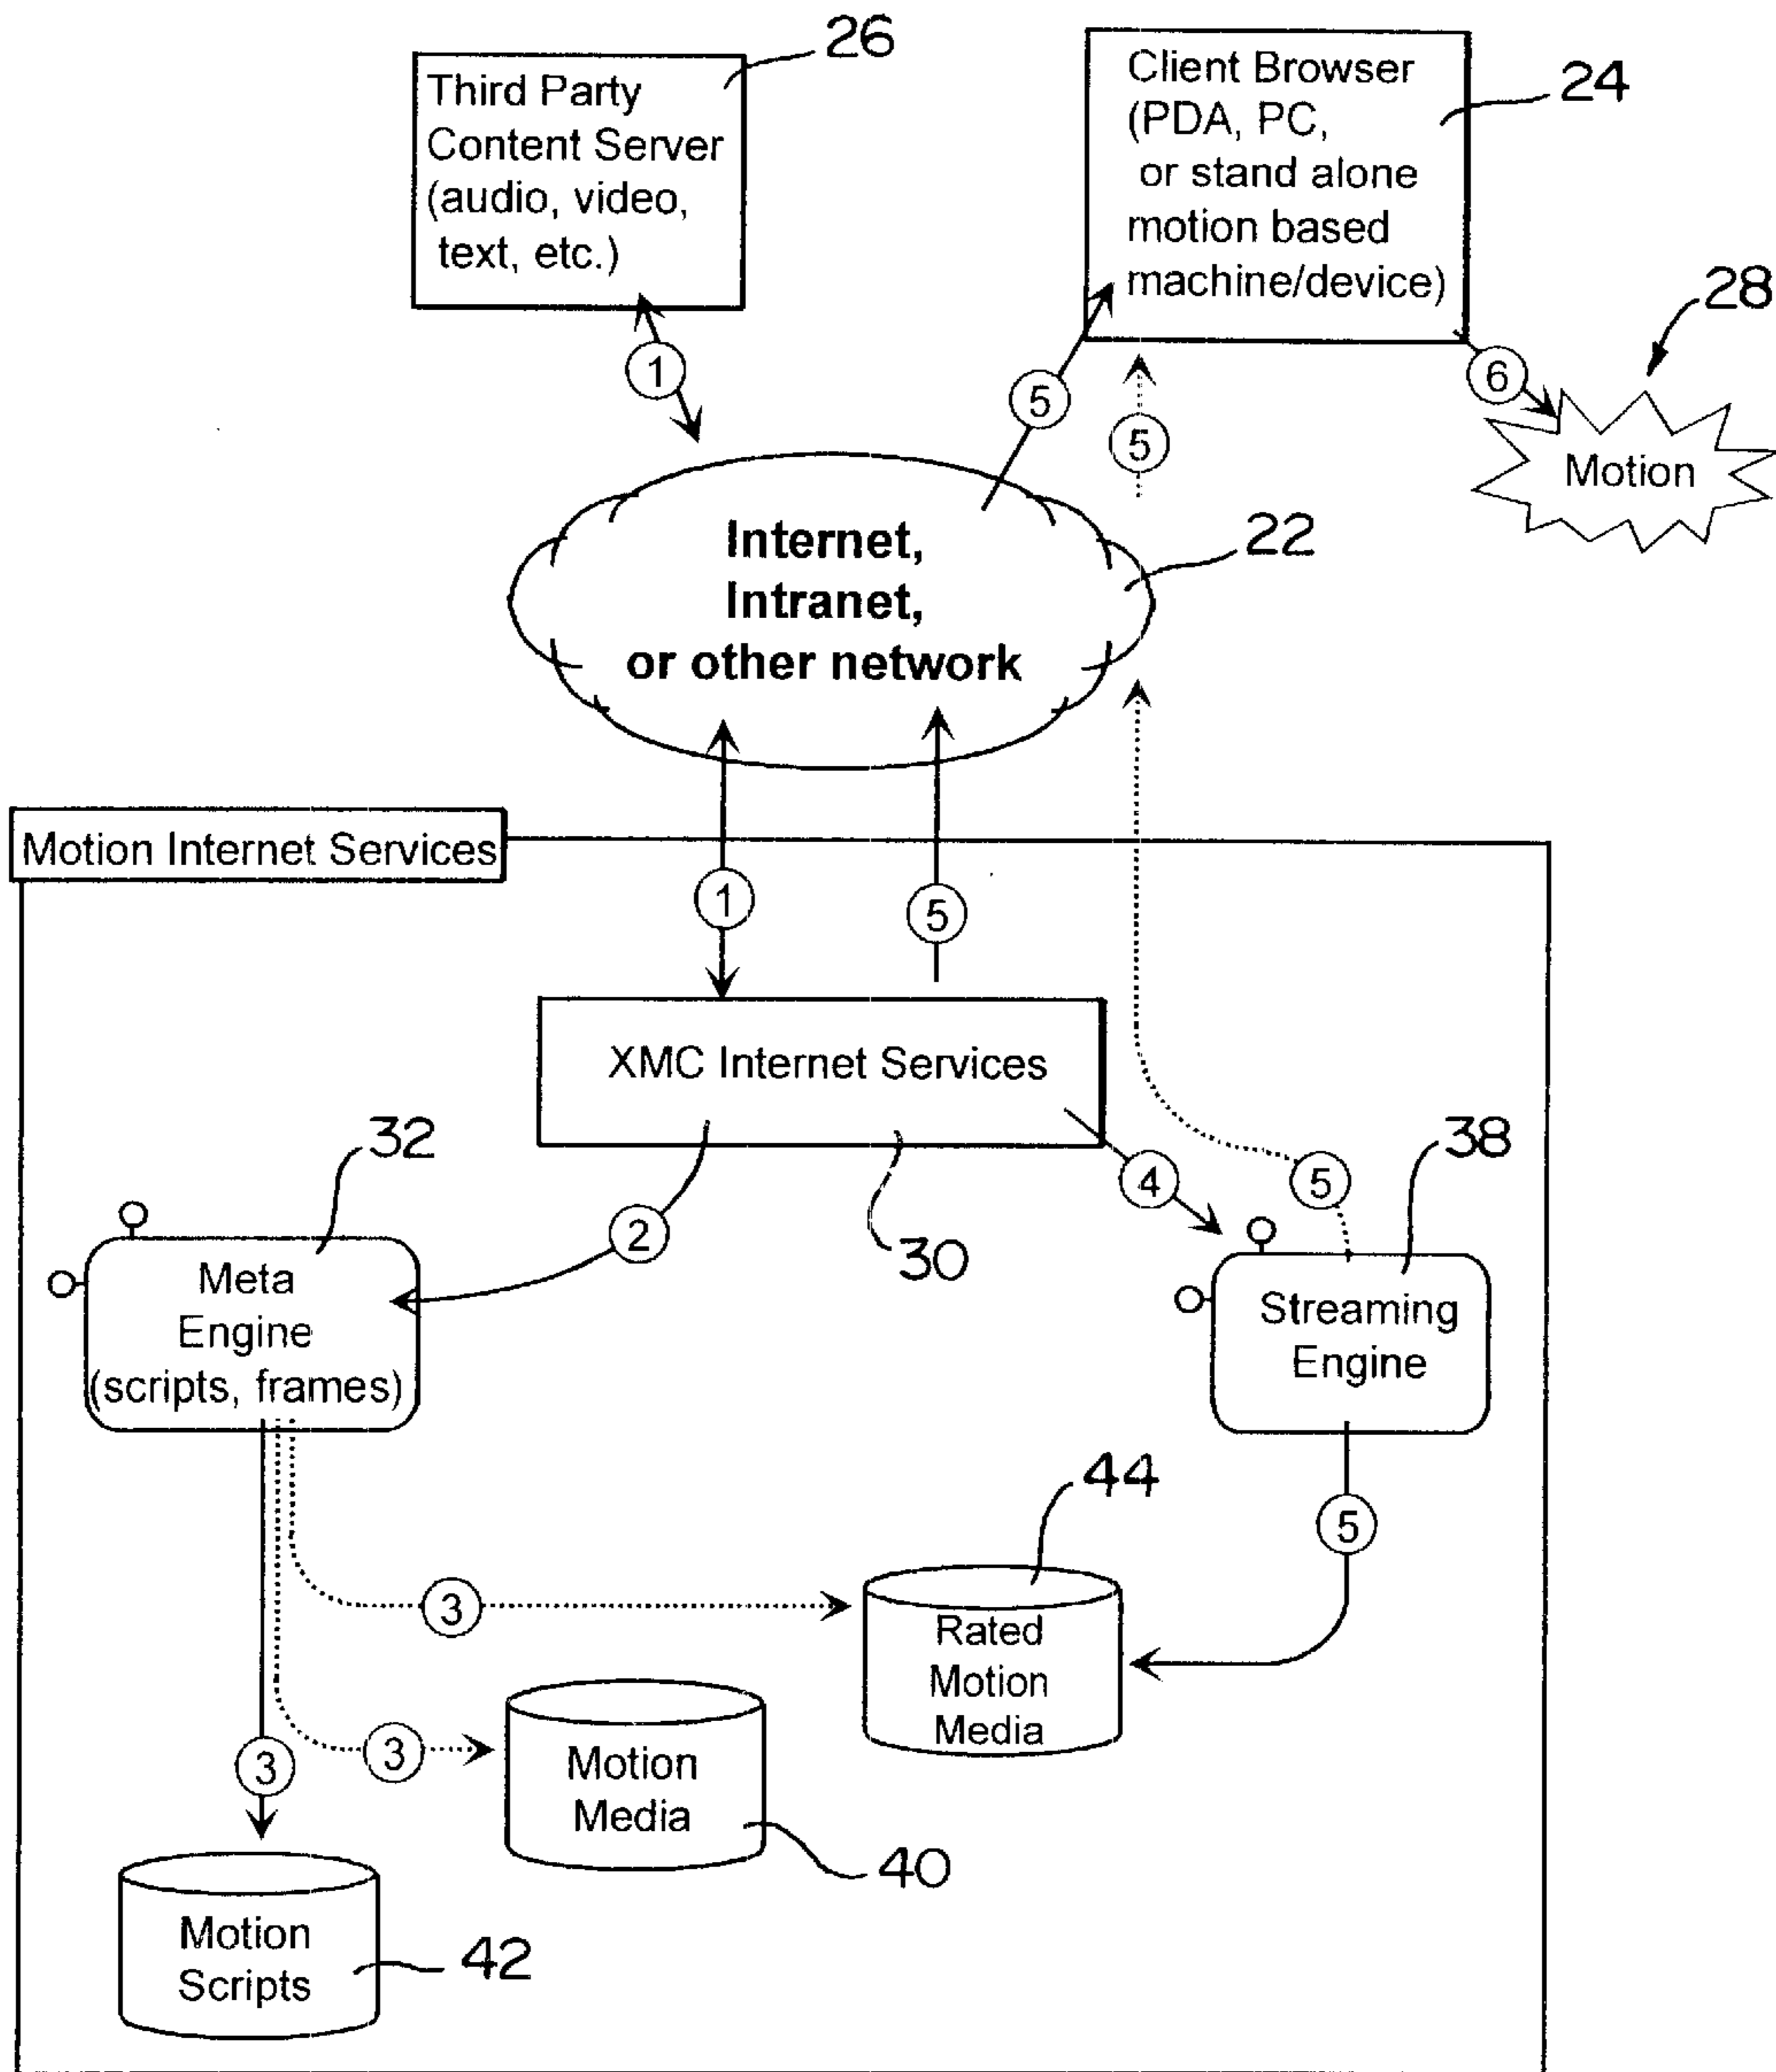 26
Third Party
Content Server
(audio, video,
text, etc.)
Client Browser
(PDA, PC,
or stand alone
motion based
machine/device)
24
28
1
5
5
6
Motion
Internet,
Intranet,
or other network
22
Motion Internet Services
1
5
XMC Internet Services
30
32
2
4
5
38
Meta
Engine
(scripts, frames)
Streaming
Engine
44
5
3
Rated
Motion
Media
3
3
Motion
Media
40
Motion
Scripts
42